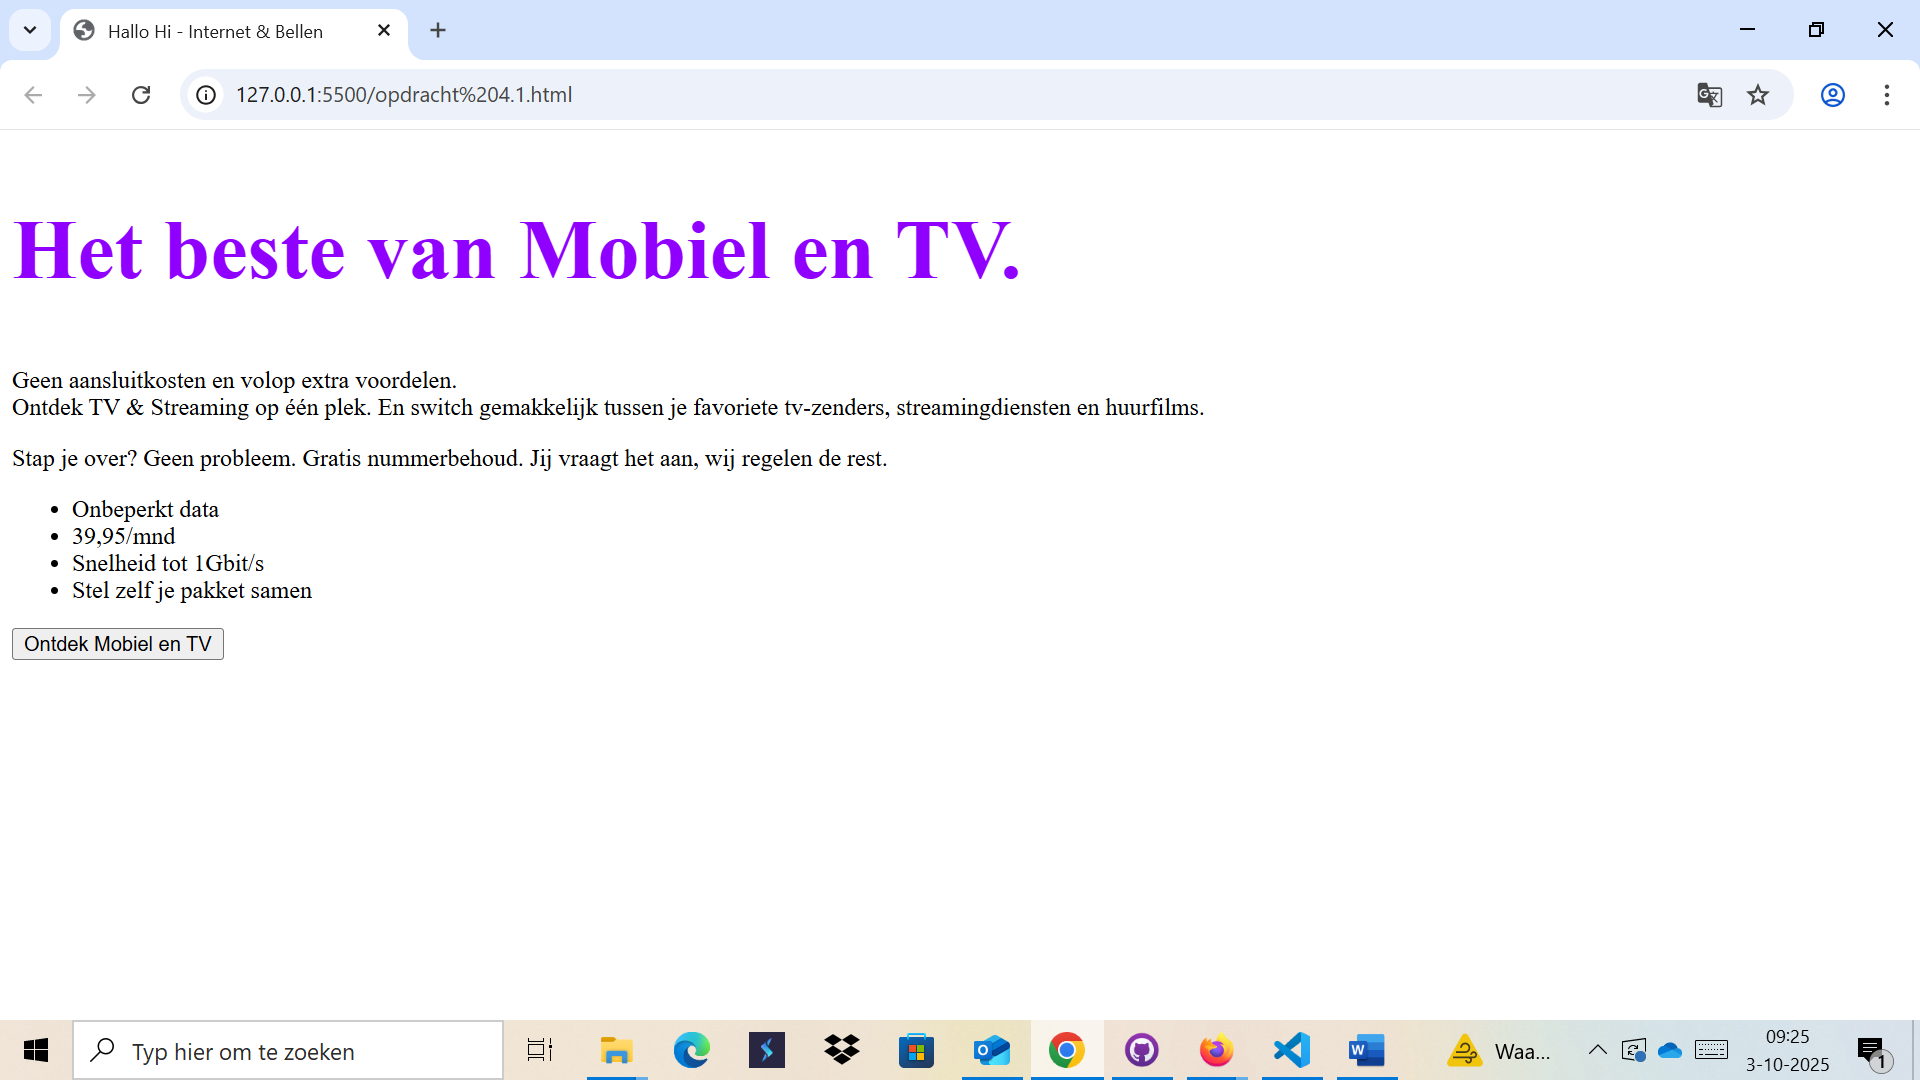 Hallo Hi - Internet & Bellen
127.0.0.1:5500/opdracht%204.1.html
Het beste van Mobiel en TV.
Geen aansluitkosten en volop extra voordelen.
Ontdek TV & Streaming op één plek. En switch gemakkelijk tussen je favoriete tv-zenders, streamingdiensten en huurfilms.
Stap je over? Geen probleem. Gratis nummerbehoud. Jij vraagt het aan, wij regelen de rest.
Onbeperkt data
39,95/mnd
Snelheid tot 1Gbit/s
Stel zelf je pakket samen
Ontdek Mobiel en TV
Typ hier om te zoeken
Waa...
09:25
3-10-2025
1